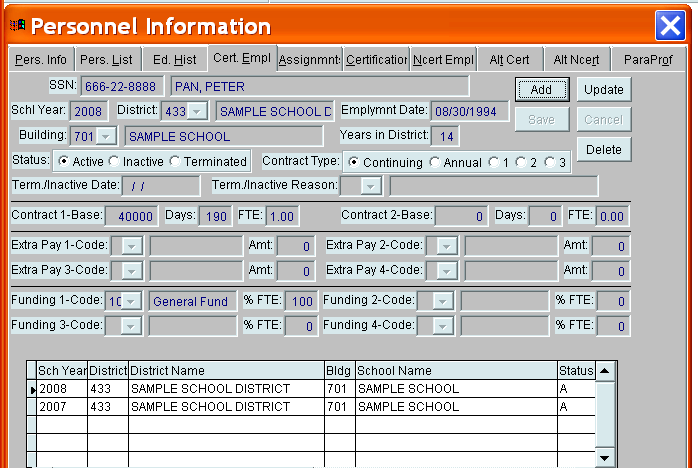 Personnel Information
Pers. Info Pers. List Ed. Hist Cert. Empl Assignmnts Certification Ncert Empl Alt Cert Alt Ncert ParaProf
SSN: 666-22-8888 PAN, PETER Add Update
Schl Year: 2008 District: 433 SAMPLE SCHOOL D Emplymnt Date: 08/30/1994 Save Cancel
Building: 701 SAMPLE SCHOOL Years in District: 14
Delete
Status: Active Inactive Terminated Contract Type: Continuing Annual 1 2 3
Term./Inactive Date: / / Term./Inactive Reason:
Contract 1-Base: 40000 Days: 190 FTE: 1.00 Contract 2-Base: 0 Days: 0 FTE: 0.00
Extra Pay 1-Code: Amt: 0 Extra Pay 2-Code: Amt: 0
Extra Pay 3-Code: Amt: 0 Extra Pay 4-Code: Amt: 0
Funding 1-Code: 10 General Fund % FTE: 100 Funding 2-Code: % FTE: 0
Funding 3-Code: % FTE: 0 Funding 4-Code: % FTE: 0
Sch Year District District Name Bldg School Name Status
2008 433 SAMPLE SCHOOL DISTRICT 701 SAMPLE SCHOOL A
2007 433 SAMPLE SCHOOL DISTRICT 701 SAMPLE SCHOOL A